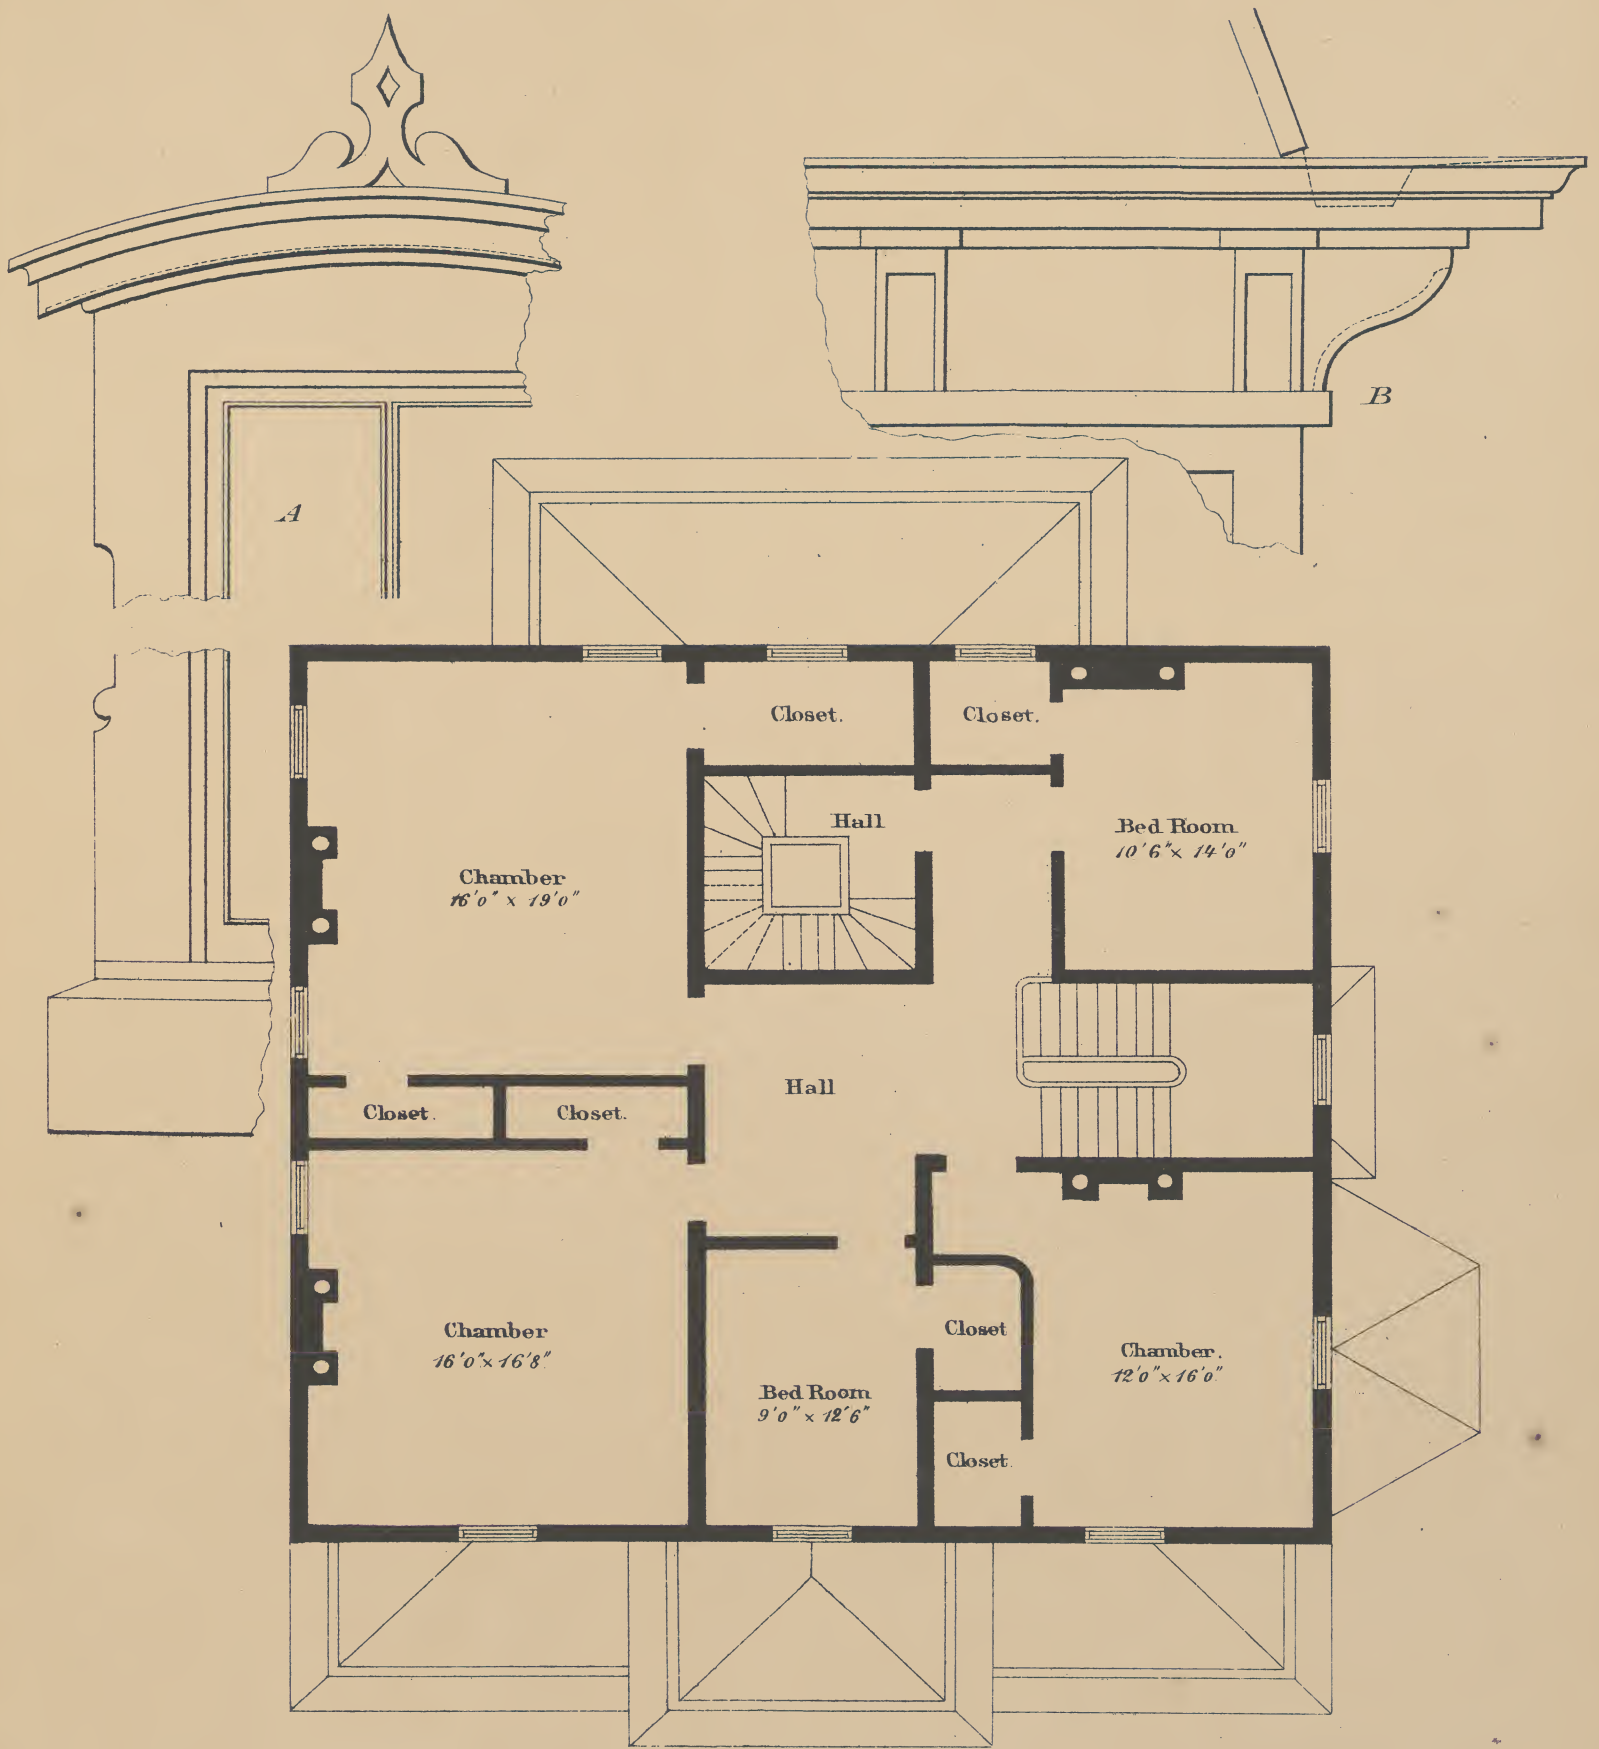 B
A
Closet.
Closet.
Hall
Bed Room
10'6" x 14'0"
Chamber
16'0" x 19'0"
Hall
Closet.
Closet.
Chamber
16'0" x 16'8"
Closet
Chamber.
12'0" x 16'0"
Bed Room
9'0" x 12'6"
Closet.